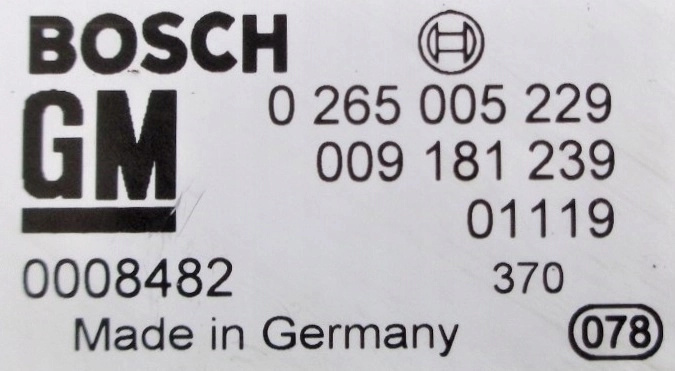 BOSCH
GM
0 265 005 229
009 181 239
01119
0008482 370
Made in Germany 078